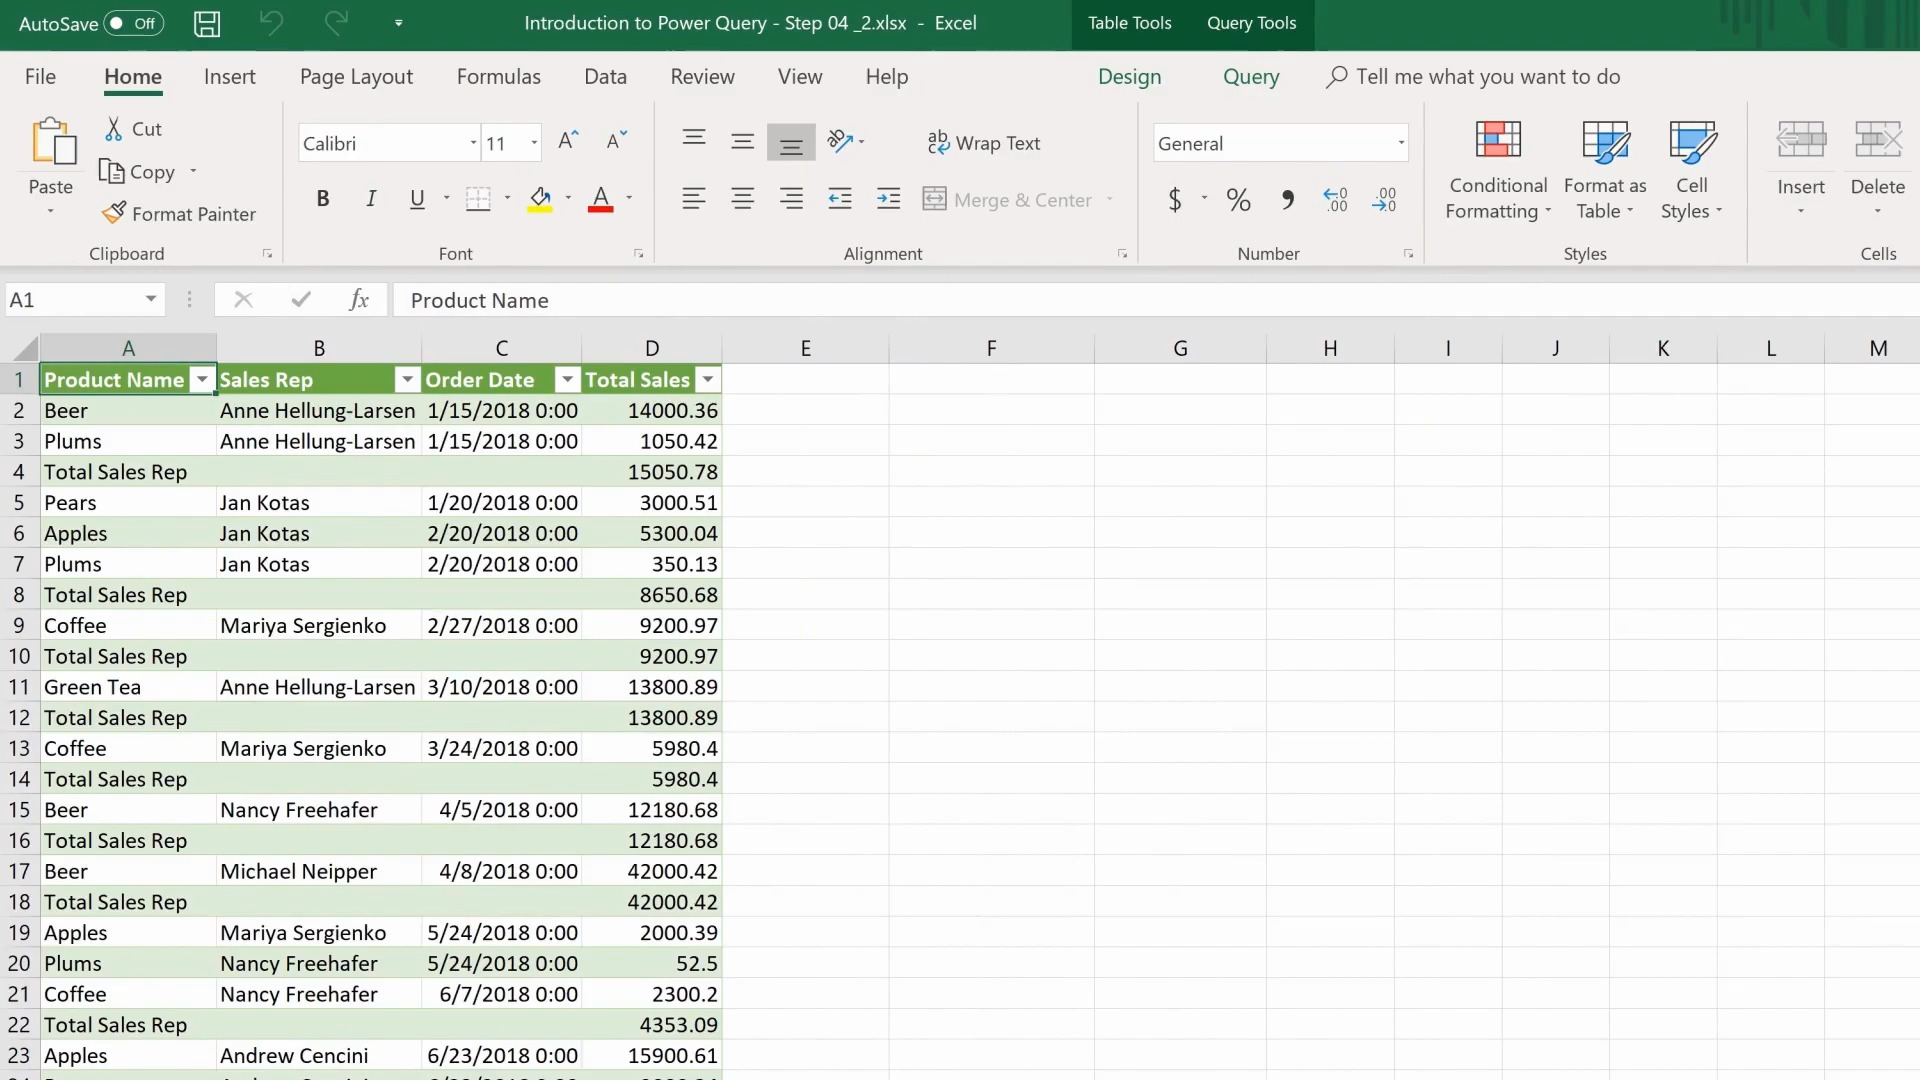 AutoSave Off Introduction to Power Query - Step 04 _2.xlsx - Excel Table Tools Query Tools
File Home Insert Page Layout Formulas Data Review View Help Design Query Tell me what you want to do
Paste Cut Copy Format Painter Clipboard
Calibri 11 A A B I U A Font
ab Wrap Text Merge & Center Alignment
General $ % .00 .00 Number
Conditional Formatting Format as Table Cell Styles Styles
Insert Delete Cells
A1 fx Product Name
A B C D E F G H I J K L M
1 Product Name Sales Rep Order Date Total Sales
2 Beer Anne Hellung-Larsen 1/15/2018 0:00 14000.36
3 Plums Anne Hellung-Larsen 1/15/2018 0:00 1050.42
4 Total Sales Rep 15050.78
5 Pears Jan Kotas 1/20/2018 0:00 3000.51
6 Apples Jan Kotas 2/20/2018 0:00 5300.04
7 Plums Jan Kotas 2/20/2018 0:00 350.13
8 Total Sales Rep 8650.68
9 Coffee Mariya Sergienko 2/27/2018 0:00 9200.97
10 Total Sales Rep 9200.97
11 Green Tea Anne Hellung-Larsen 3/10/2018 0:00 13800.89
12 Total Sales Rep 13800.89
13 Coffee Mariya Sergienko 3/24/2018 0:00 5980.4
14 Total Sales Rep 5980.4
15 Beer Nancy Freehafer 4/5/2018 0:00 12180.68
16 Total Sales Rep 12180.68
17 Beer Michael Neipper 4/8/2018 0:00 42000.42
18 Total Sales Rep 42000.42
19 Apples Mariya Sergienko 5/24/2018 0:00 2000.39
20 Plums Nancy Freehafer 5/24/2018 0:00 52.5
21 Coffee Nancy Freehafer 6/7/2018 0:00 2300.2
22 Total Sales Rep 4353.09
23 Apples Andrew Cencini 6/23/2018 0:00 15900.61